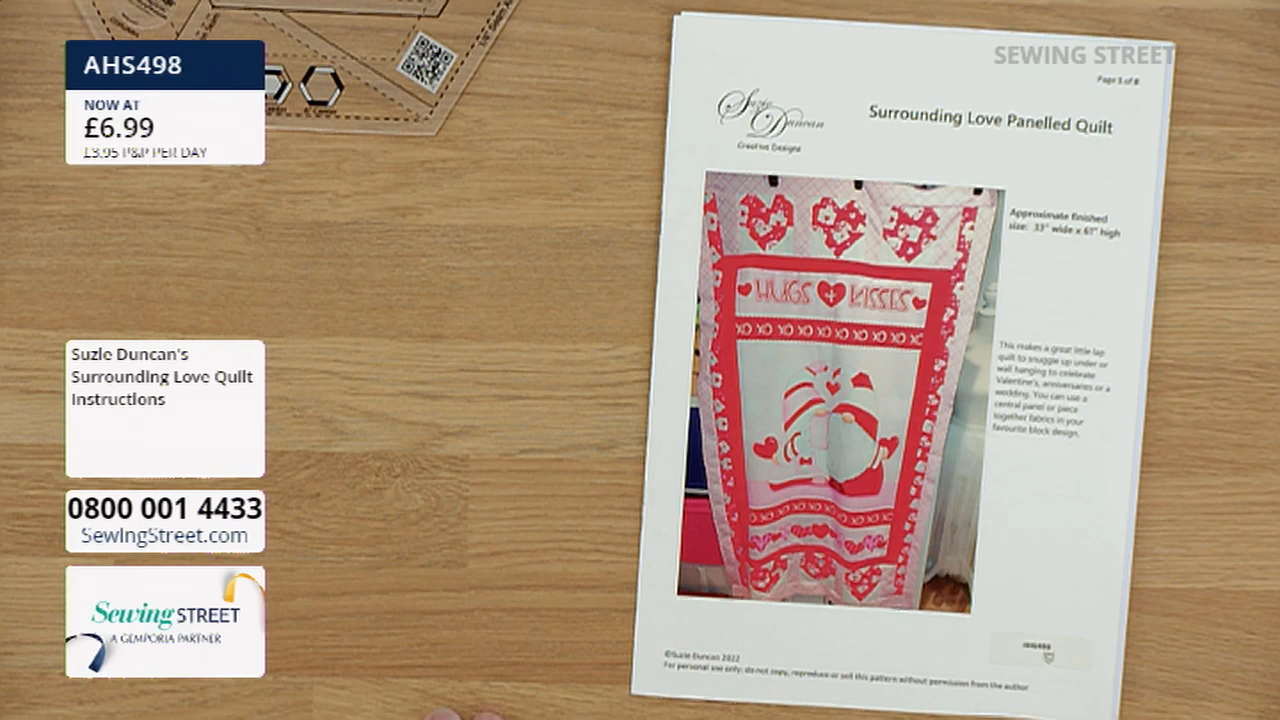 AHS498
NOW AT
£6.99
£3.95 P&P PER DAY
Suzie Duncan's
Surrounding Love Quilt
Instructions
0800 001 4433
SewingStreet.com
Sewing STREET
A GEMPORIA PARTNER
SEWING STREET
Page 1 of 8
Suzie
Duncan
Creative Designs
Surrounding Love Panelled Quilt
Approximate finished
size: 33" wide x 61" high
HUGS + KISSES
This makes a great little lap
quilt to snuggle up under or
wall hanging to celebrate
Valentine's, anniversaries or a
wedding. You can use a
central panel or piece
together fabrics in your
favourite block design.
©Suzie Duncan 2022
For personal use only; do not copy, reproduce or sell this pattern without permission from the author